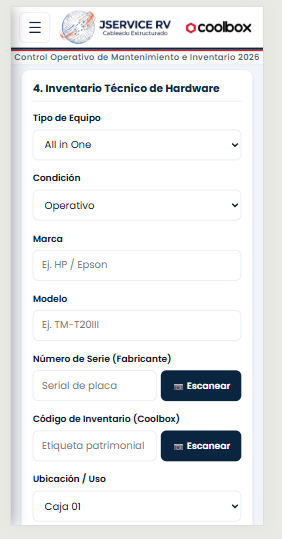 JSERVICE RV
Cableado Estructurado
coolbox
Control Operativo de Mantenimiento e Inventario 2026
4. Inventario Técnico de Hardware
Tipo de Equipo
All in One
Condición
Operativo
Marca
Ej. HP / Epson
Modelo
Ej. TM-T20III
Número de Serie (Fabricante)
Serial de placa
Escanear
Código de Inventario (Coolbox)
Etiqueta patrimonial
Escanear
Ubicación / Uso
Caja 01